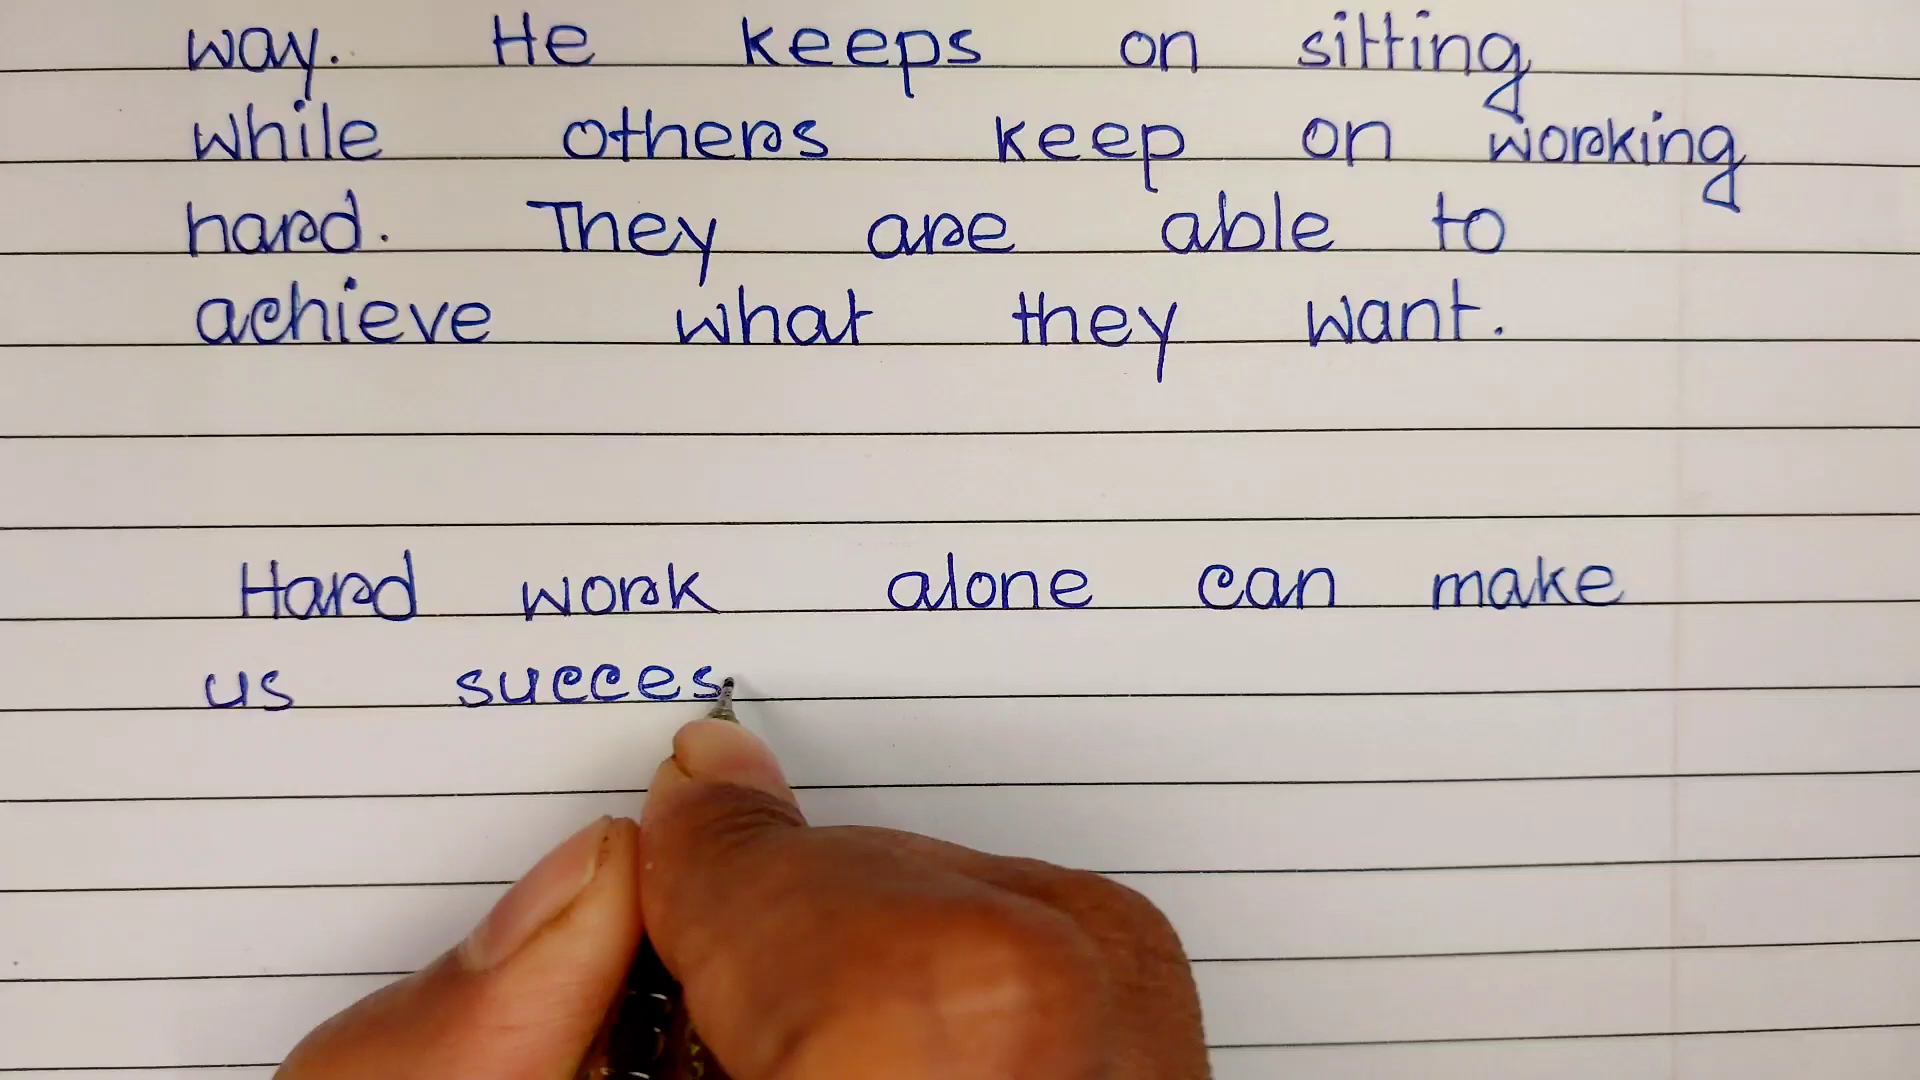 way. He keeps on sitting
while others keep on working
hard. They are able to
achieve what they want.
Hard work alone can make
us succes